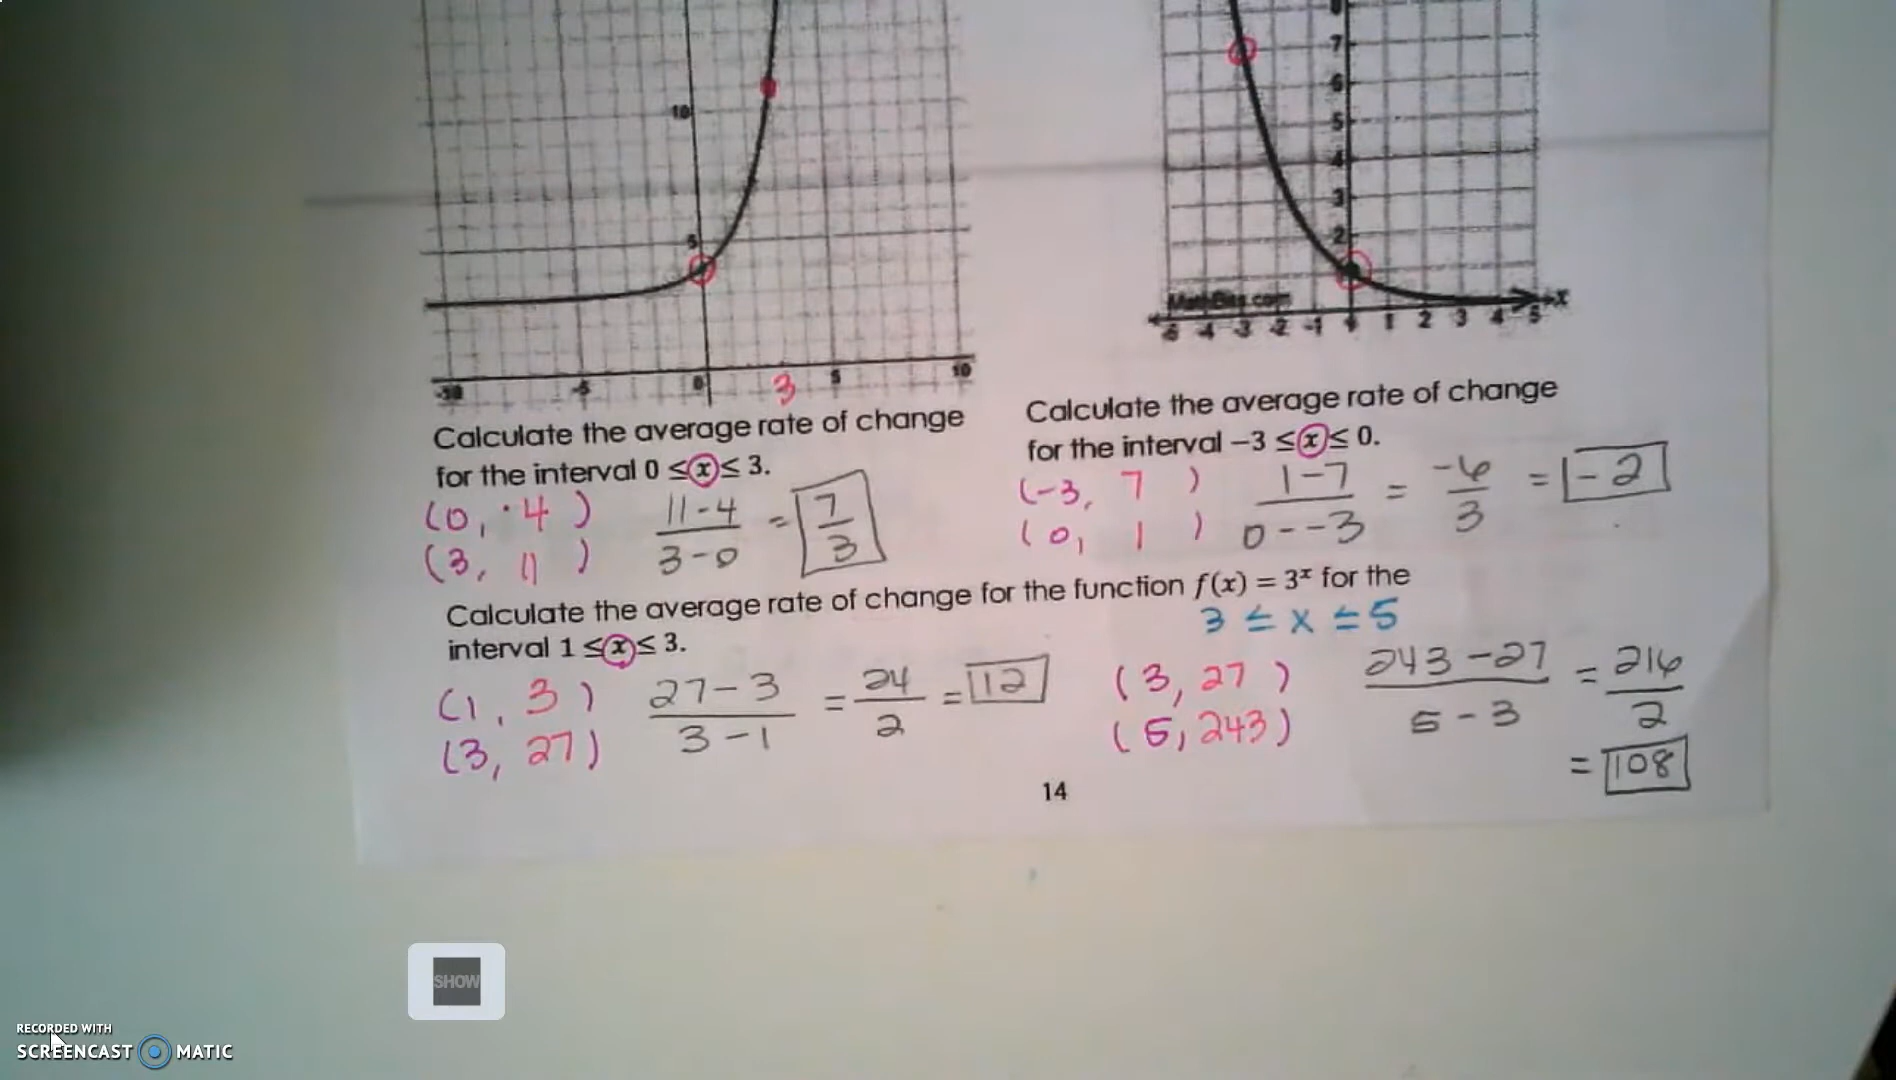 10
5
-10 -5 0 3 5 10
8
7
6
5
4
3
2
MathBits.com
x
-5 -4 -3 -2 -1 1 2 3 4 5
Calculate the average rate of change
for the interval 0 ≤ x ≤ 3.
(0, 4)
(3, 11)
11-4
3-0
= 7/3
Calculate the average rate of change
for the interval −3 ≤ x ≤ 0.
(-3, 7)
(0, 1)
1-7
0--3
= -6/3 = -2
Calculate the average rate of change for the function f(x) = 3ˣ for the
interval 1 ≤ x ≤ 3.
(1, 3)
(3, 27)
27-3
3-1
= 24/2 = 12
3 ≤ x ≤ 5
(3, 27)
(5, 243)
243-27
5-3
= 216/2
= 108
14
SHOW
RECORDED WITH
SCREENCAST MATIC